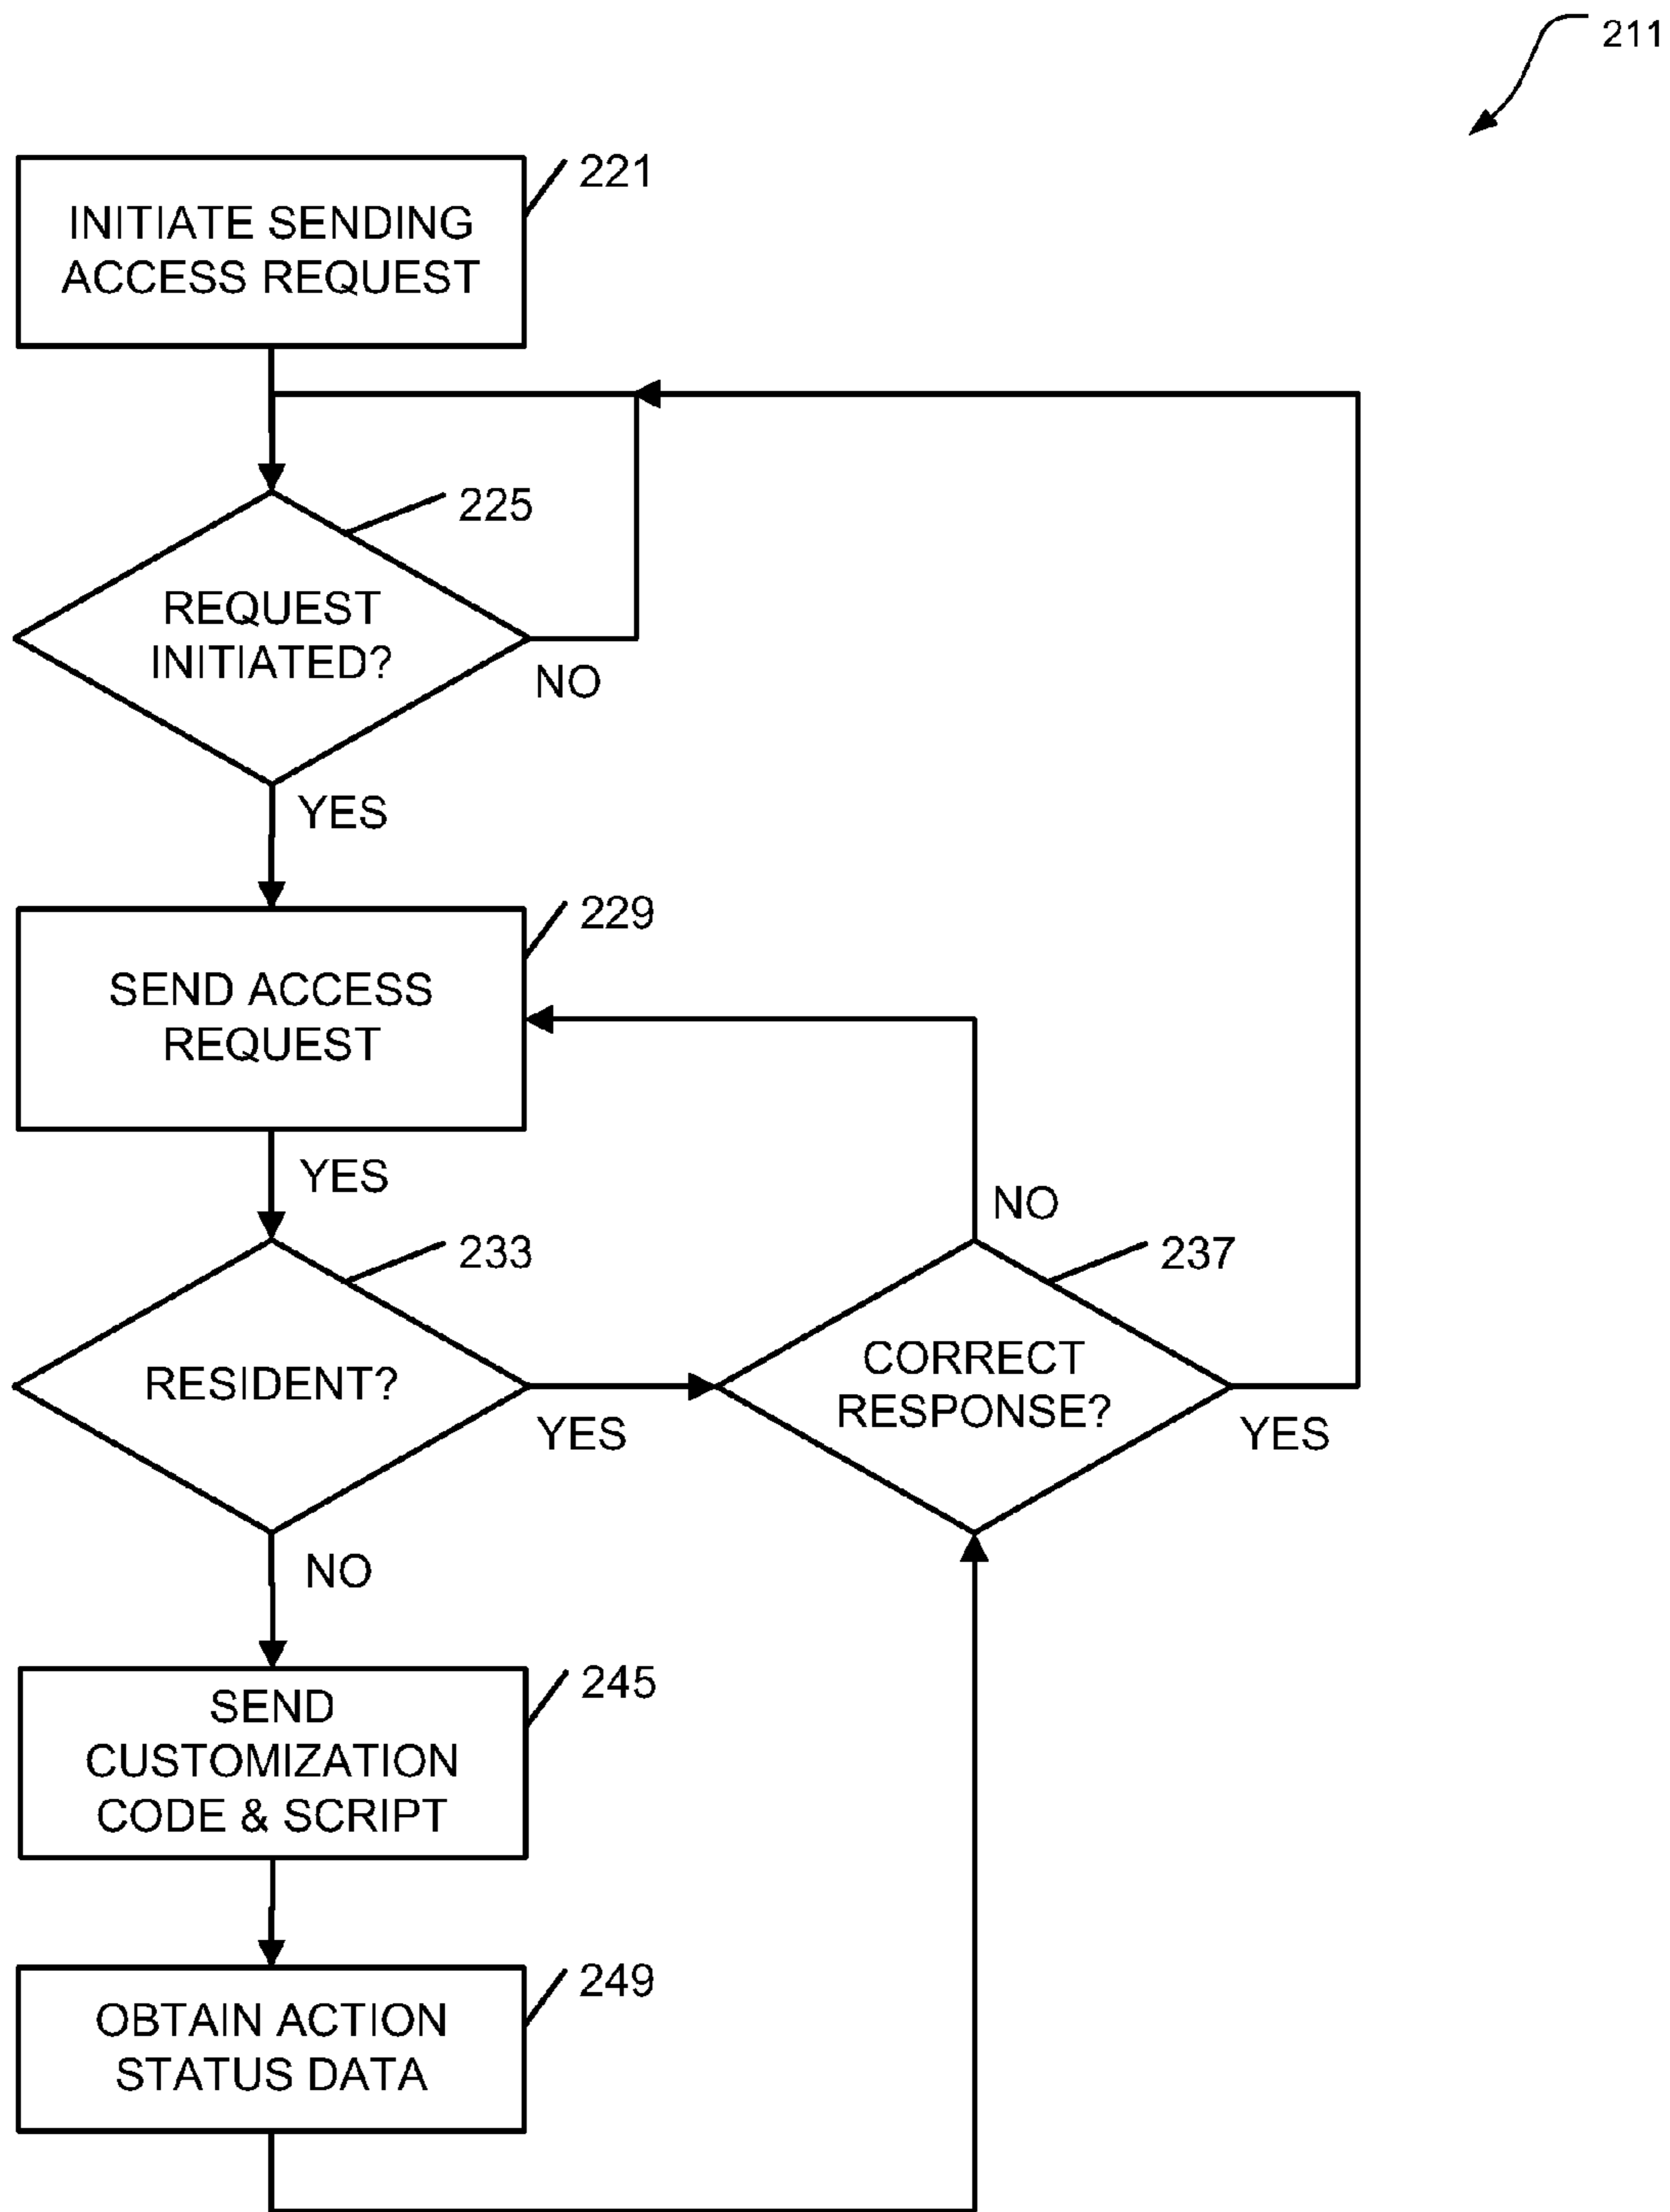 211
221
INITIATE SENDING
ACCESS REQUEST
225
REQUEST
INITIATED?
NO
YES
229
SEND ACCESS
REQUEST
YES
NO
233
237
RESIDENT?
CORRECT
RESPONSE?
YES
YES
NO
245
SEND
CUSTOMIZATION
CODE & SCRIPT
249
OBTAIN ACTION
STATUS DATA